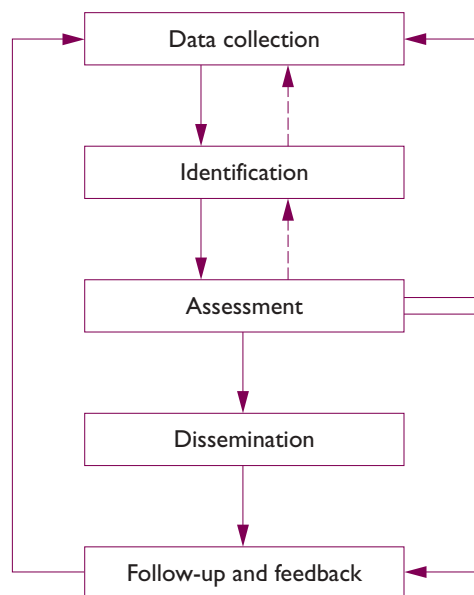 Data collection
Identification
Assessment
Dissemination
Follow-up and feedback